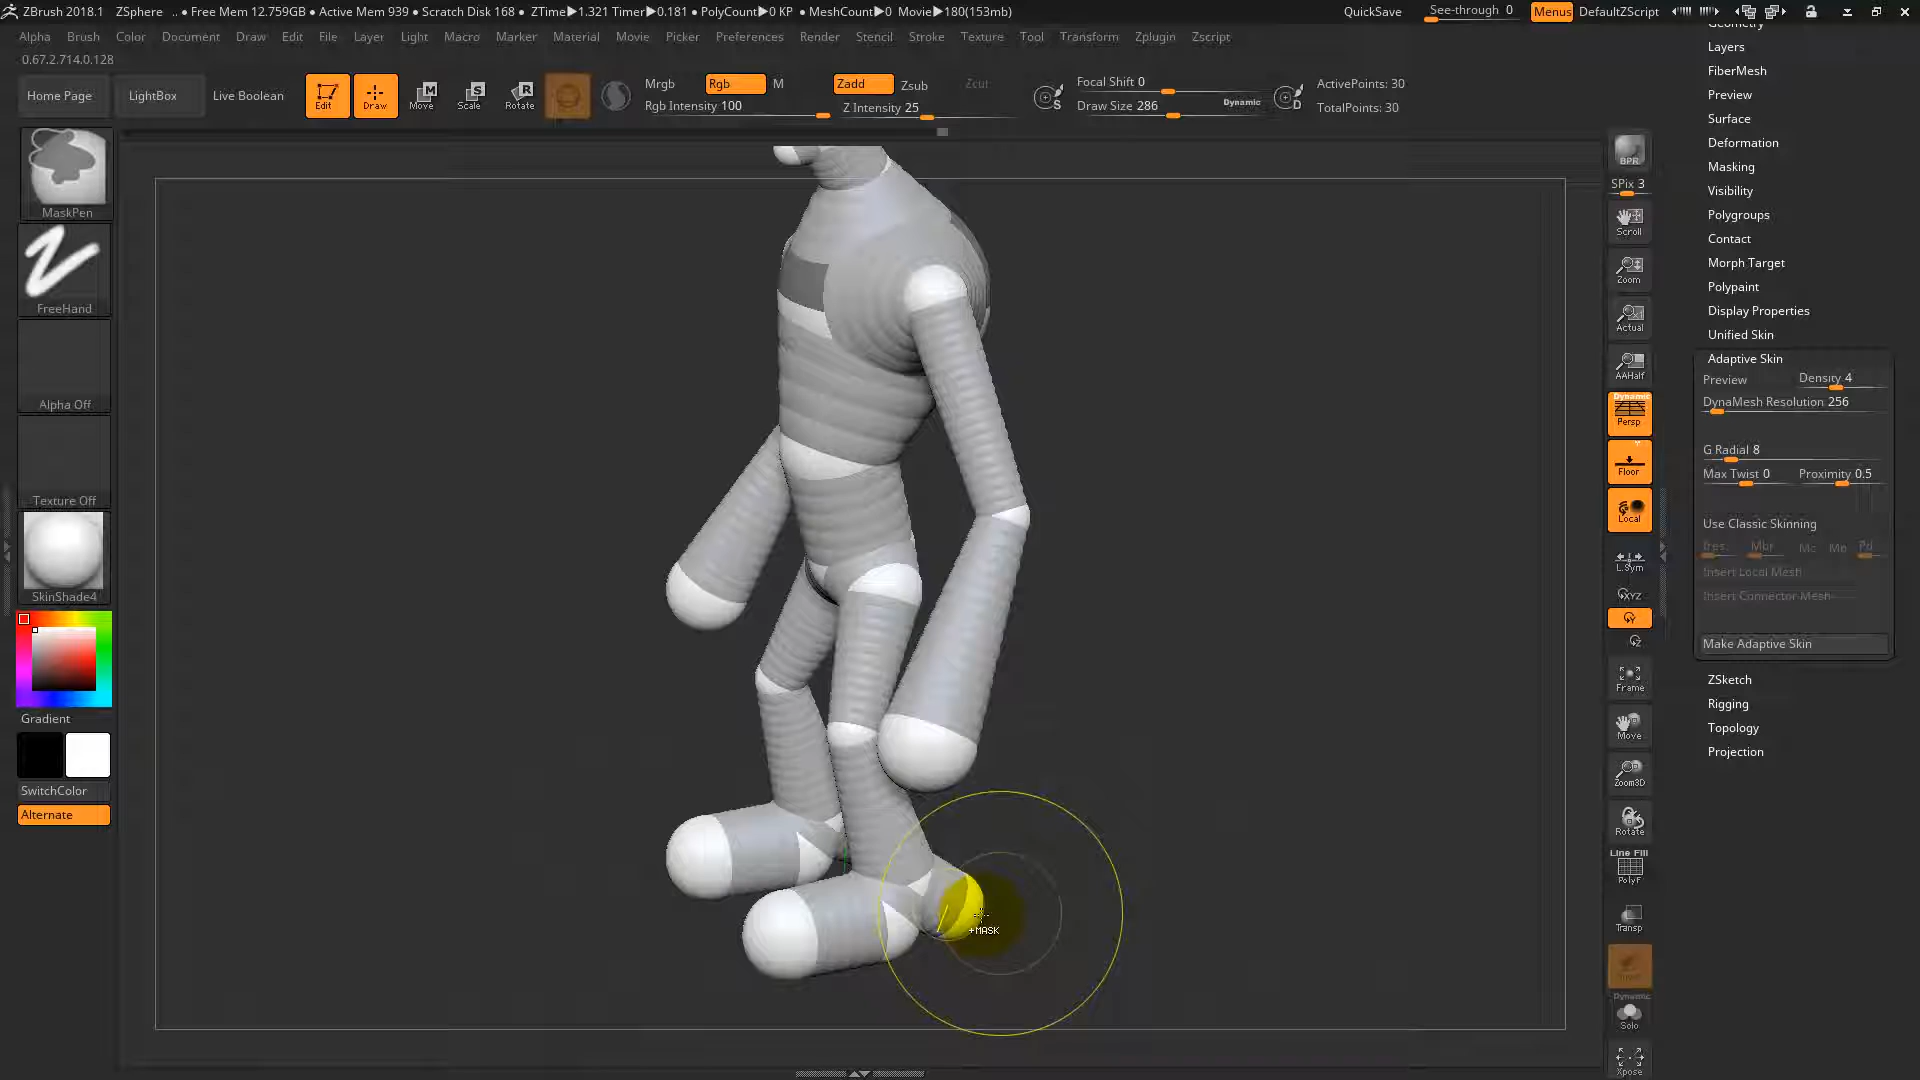 ZBrush 2018.1 ZSphere .. • Free Mem 12.759GB • Active Mem 939 • Scratch Disk 168 • ZTime▶1.321 Timer▶0.181 • PolyCount▶0 KP • MeshCount▶0 Movie▶180(153mb) QuickSave See-through 0 Menus DefaultZScript
Alpha Brush Color Document Draw Edit File Layer Light Macro Marker Material Movie Picker Preferences Render Stencil Stroke Texture Tool Transform Zplugin Zscript
0.67.2.714.0.128
Home Page LightBox Live Boolean Edit Draw Move Scale Rotate
Mrgb Rgb M Zadd Zsub Zcut
Rgb Intensity 100 Z Intensity 25
S Focal Shift 0
Draw Size 286 Dynamic D
ActivePoints: 30
TotalPoints: 30
MaskPen
FreeHand
Alpha Off
Texture Off
SkinShade4
Gradient
SwitchColor
Alternate
+MASK
BPR
SPix 3
Scroll
Zoom
Actual
AAHalf
Dynamic
Persp
Floor
Local
L.Sym
XYZ
Y
Z
Frame
Move
Zoom3D
Rotate
Line Fill
PolyF
Transp
Dynamic
Solo
Xpose
Geometry
Layers
FiberMesh
Preview
Surface
Deformation
Masking
Visibility
Polygroups
Contact
Morph Target
Polypaint
Display Properties
Unified Skin
Adaptive Skin
Preview Density 4
DynaMesh Resolution 256
G Radial 8
Max Twist 0 Proximity 0.5
Use Classic Skinning
Ires Mbr Mc Mp Pd
Insert Local Mesh
Insert Connector Mesh
Make Adaptive Skin
ZSketch
Rigging
Topology
Projection